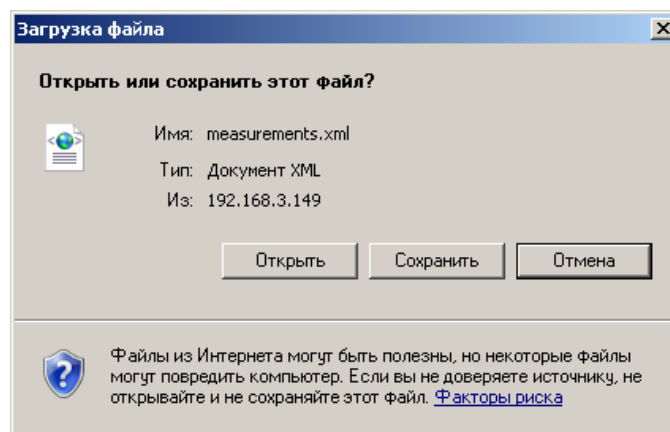 Загрузка файла
Открыть или сохранить этот файл?
Имя: measurements.xml
Тип: Документ XML
Из: 192.168.3.149
Открыть Сохранить Отмена
Файлы из Интернета могут быть полезны, но некоторые файлы
могут повредить компьютер. Если вы не доверяете источнику, не
открывайте и не сохраняйте этот файл. Факторы риска